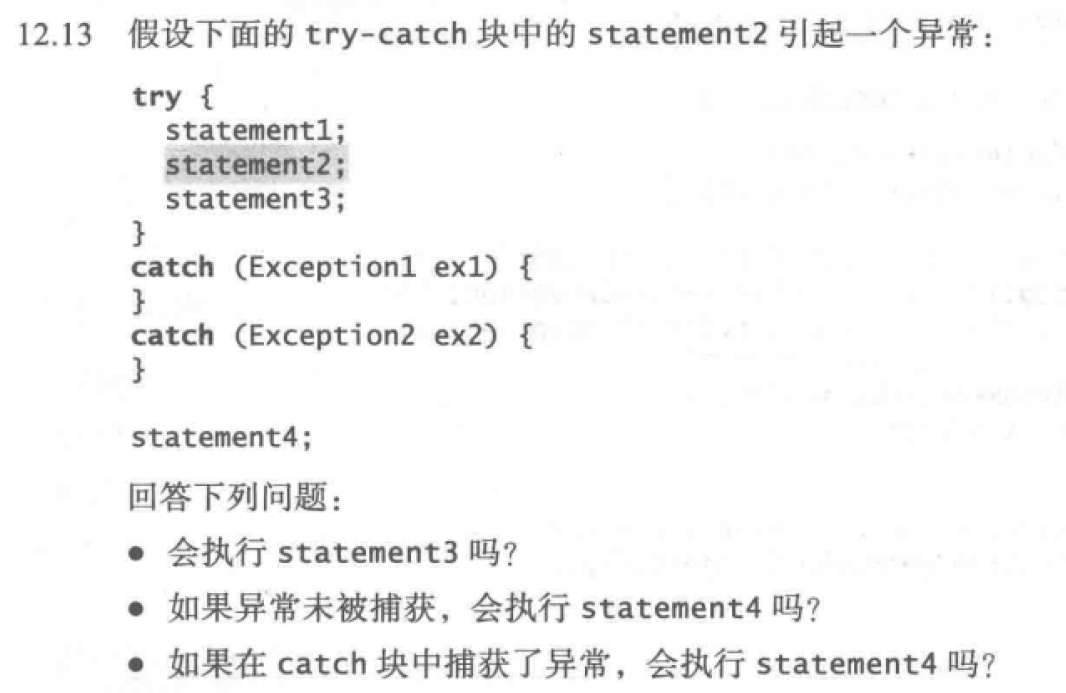 12.13 假设下面的 try-catch 块中的 statement2 引起一个异常：
try {
  statement1;
  statement2;
  statement3;
}
catch (Exception1 ex1) {
}
catch (Exception2 ex2) {
}
statement4;
回答下列问题：
● 会执行 statement3 吗？
● 如果异常未被捕获，会执行 statement4 吗？
● 如果在 catch 块中捕获了异常，会执行 statement4 吗？